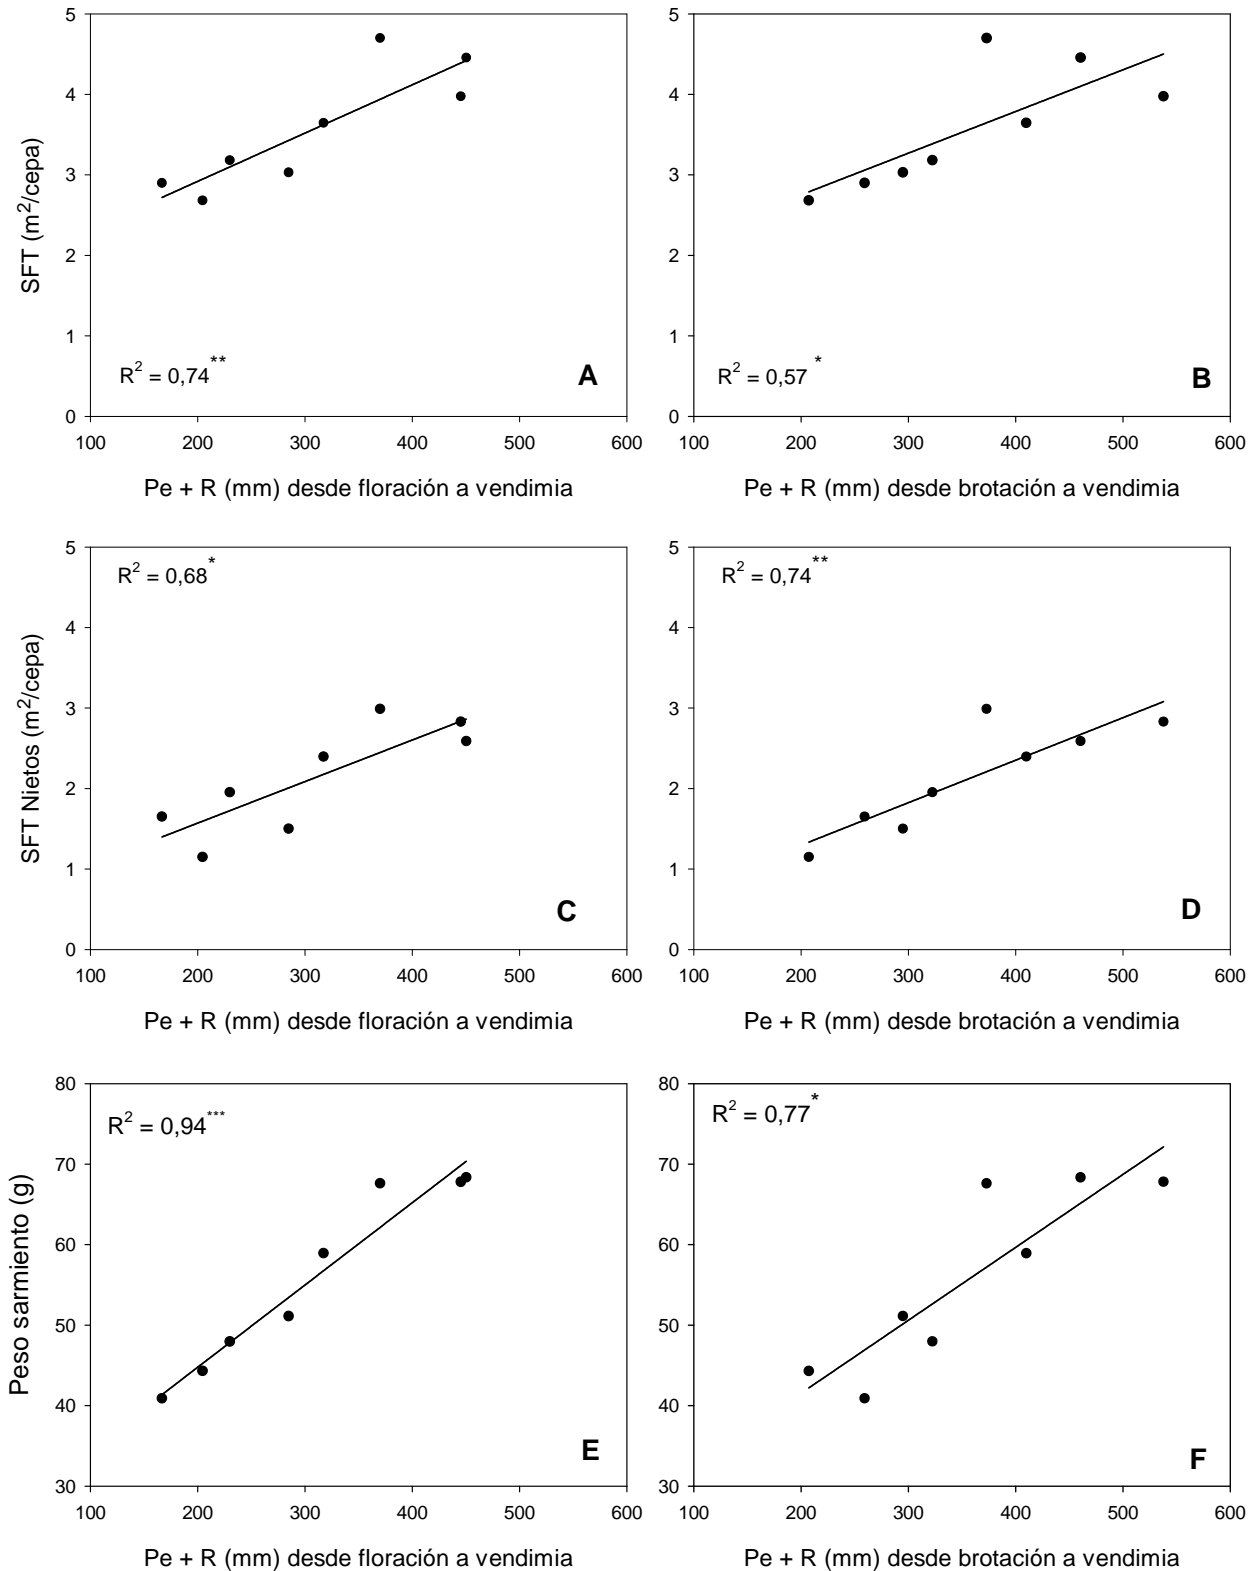 5
4
3
2
1
0
SFT (m²/cepa)
R² = 0,74**
A
100 200 300 400 500 600
Pe + R (mm) desde floración a vendimia
5
4
3
2
1
0
R² = 0,57 *
B
100 200 300 400 500 600
Pe + R (mm) desde brotación a vendimia
5
4
3
2
1
0
SFT Nietos (m²/cepa)
R² = 0,68*
C
100 200 300 400 500 600
Pe + R (mm) desde floración a vendimia
5
4
3
2
1
0
R² = 0,74**
D
100 200 300 400 500 600
Pe + R (mm) desde brotación a vendimia
80
70
60
50
40
30
Peso sarmiento (g)
R² = 0,94***
E
100 200 300 400 500 600
Pe + R (mm) desde floración a vendimia
80
70
60
50
40
30
R² = 0,77*
F
100 200 300 400 500 600
Pe + R (mm) desde brotación a vendimia